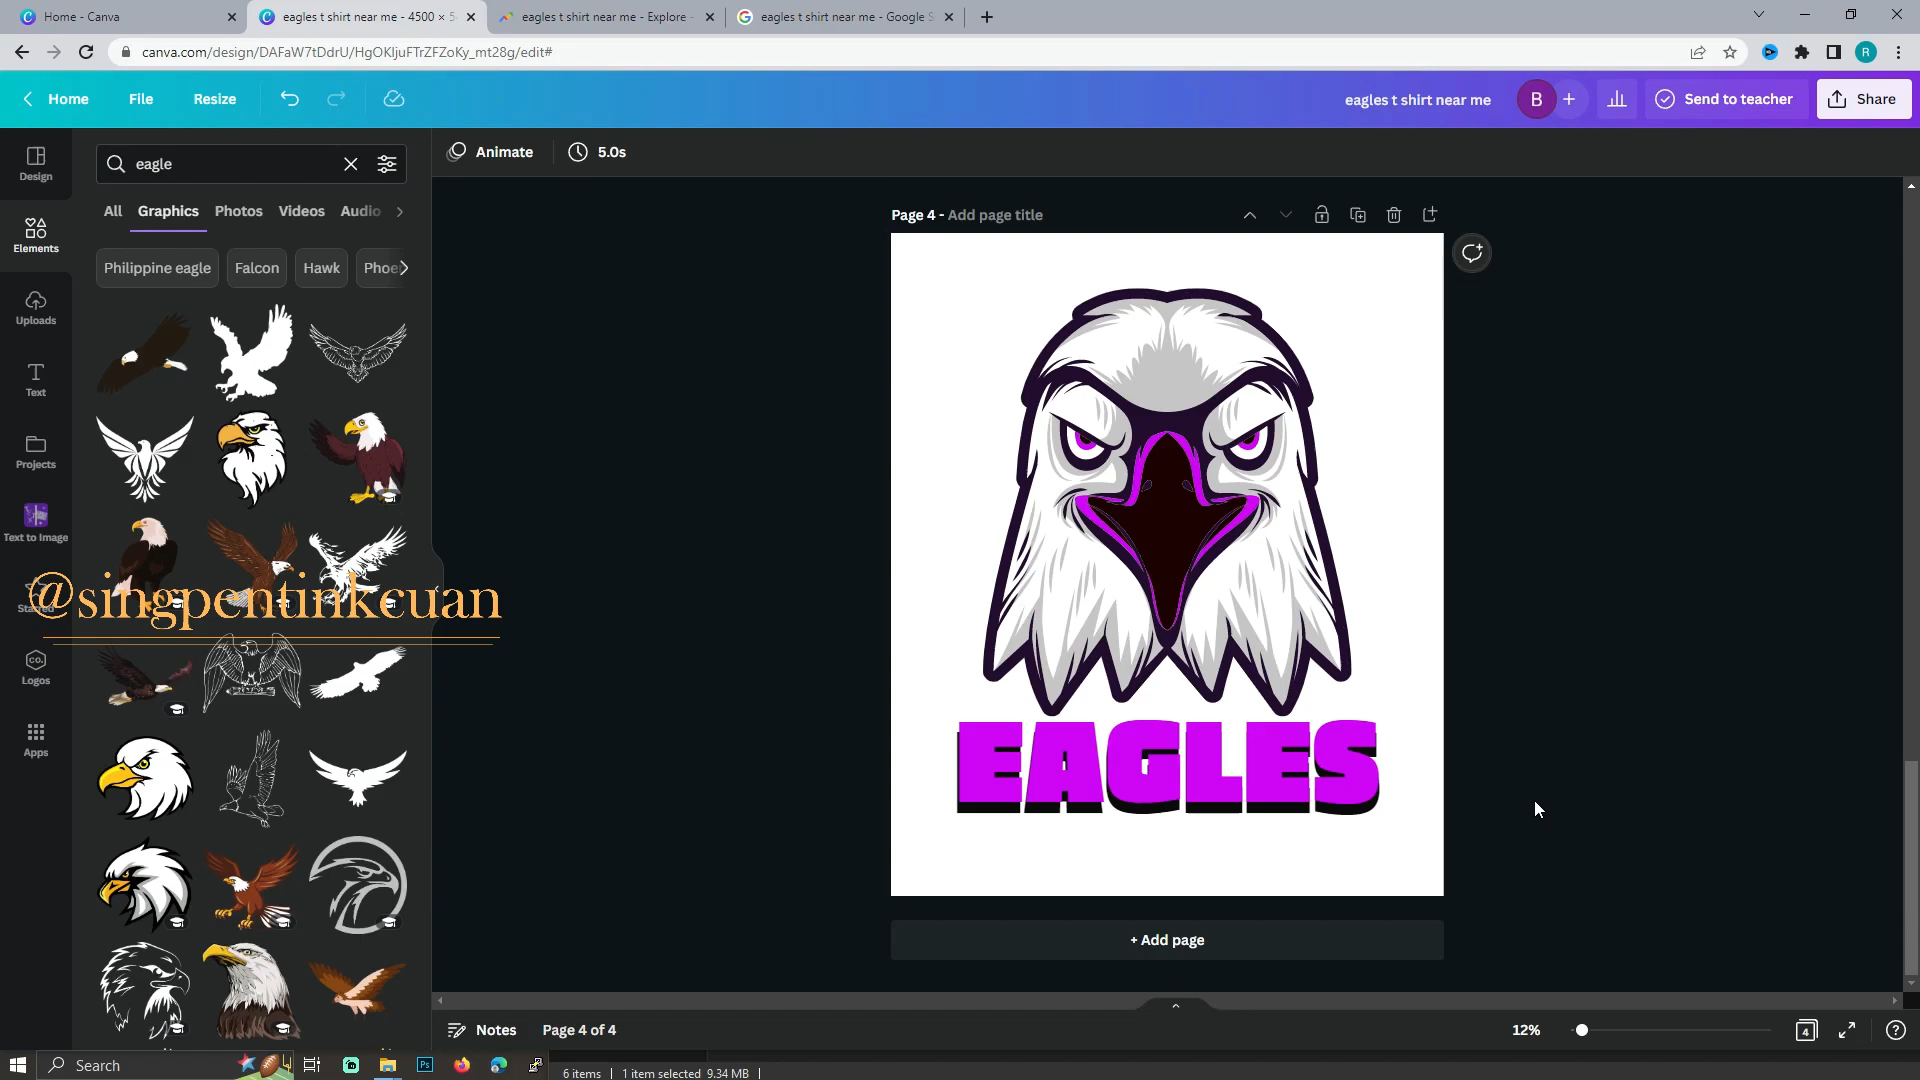 Home - Canva
eagles t shirt near me - 4500 × 5
eagles t shirt near me - Explore -
eagles t shirt near me - Google S
canva.com/design/DAFaW7tDdrU/HgOKIjuFTrZFZoKy_mt28g/edit#
R
Home
File
Resize
eagles t shirt near me
B
+
Send to teacher
Share
Design
Elements
Uploads
Text
Projects
Text to Image
Logos
Apps
eagle
All
Graphics
Photos
Videos
Audio
Philippine eagle
Falcon
Hawk
Phoe
Animate
5.0s
Page 4 - Add page title
EAGLES
@singpentinkcuan
+ Add page
Notes
Page 4 of 4
12%
4
Search
Ps
6 items
1 item selected 9.34 MB